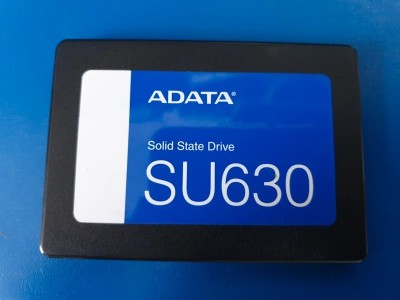 ADATA®
Solid State Drive
SU630